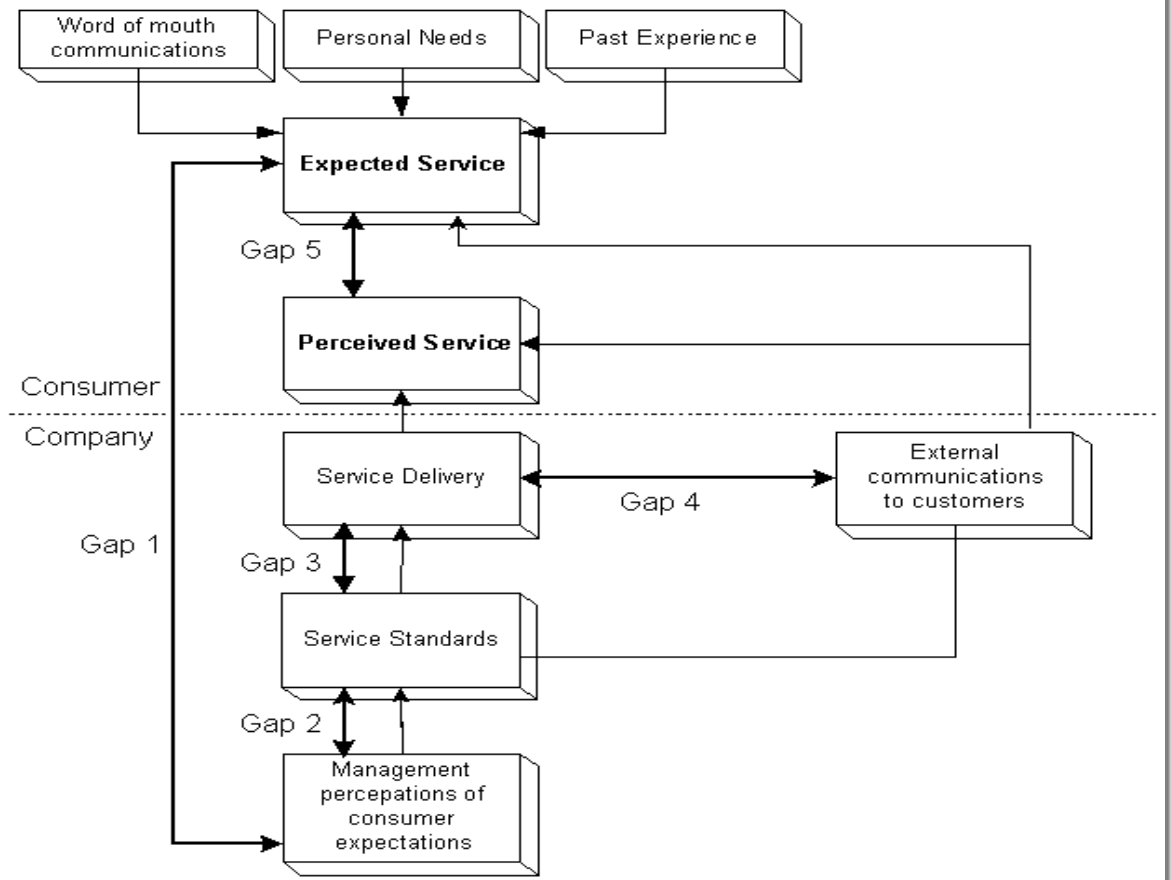 Word of mouth
communications
Personal Needs
Past Experience
Expected Service
Gap 5
Perceived Service
Consumer
Company
Service Delivery
External
communications
to customers
Gap 4
Gap 1
Gap 3
Service Standards
Gap 2
Management
percepations of
consumer
expectations